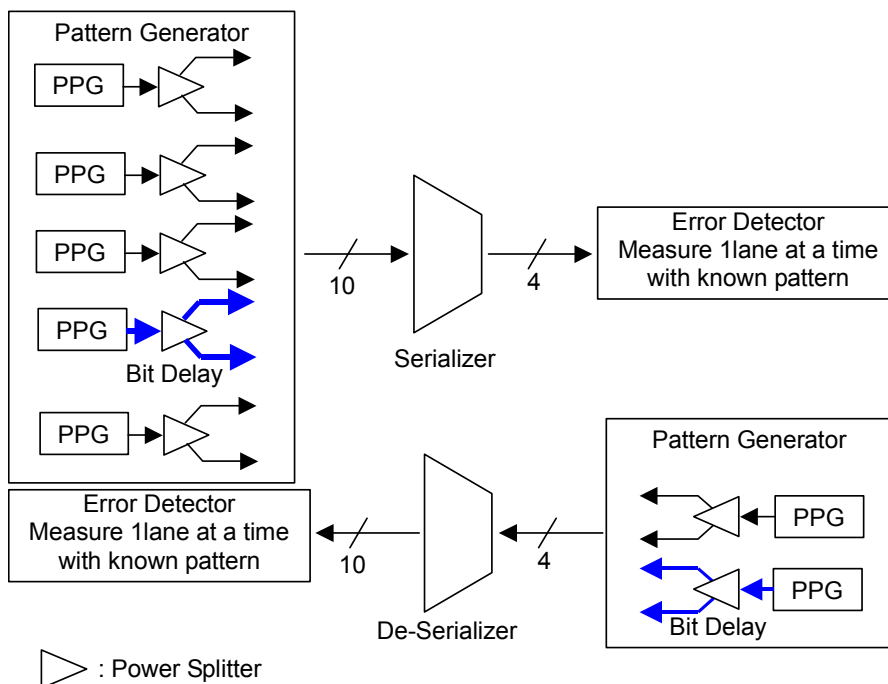 Pattern Generator
PPG
PPG
PPG
PPG
Bit Delay
PPG
10
Serializer
4
Error Detector
Measure 1lane at a time
with known pattern
Error Detector
Measure 1lane at a time
with known pattern
10
De-Serializer
4
Pattern Generator
PPG
PPG
Bit Delay
: Power Splitter